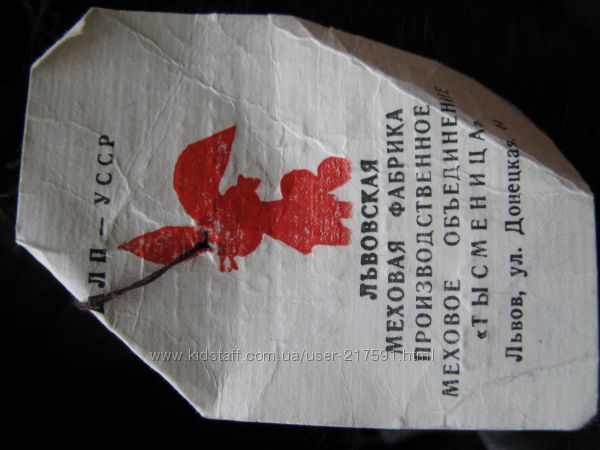 ЛП — УССР
ЛЬВОВСКАЯ
МЕХОВАЯ ФАБРИКА
ПРОИЗВОДСТВЕННОЕ
МЕХОВОЕ ОБЪЕДИНЕНИЕ
«ТЫСМЕНИЦА»
Львов, ул. Донецкая,
www.kidstaff.com.ua/user-217591.html